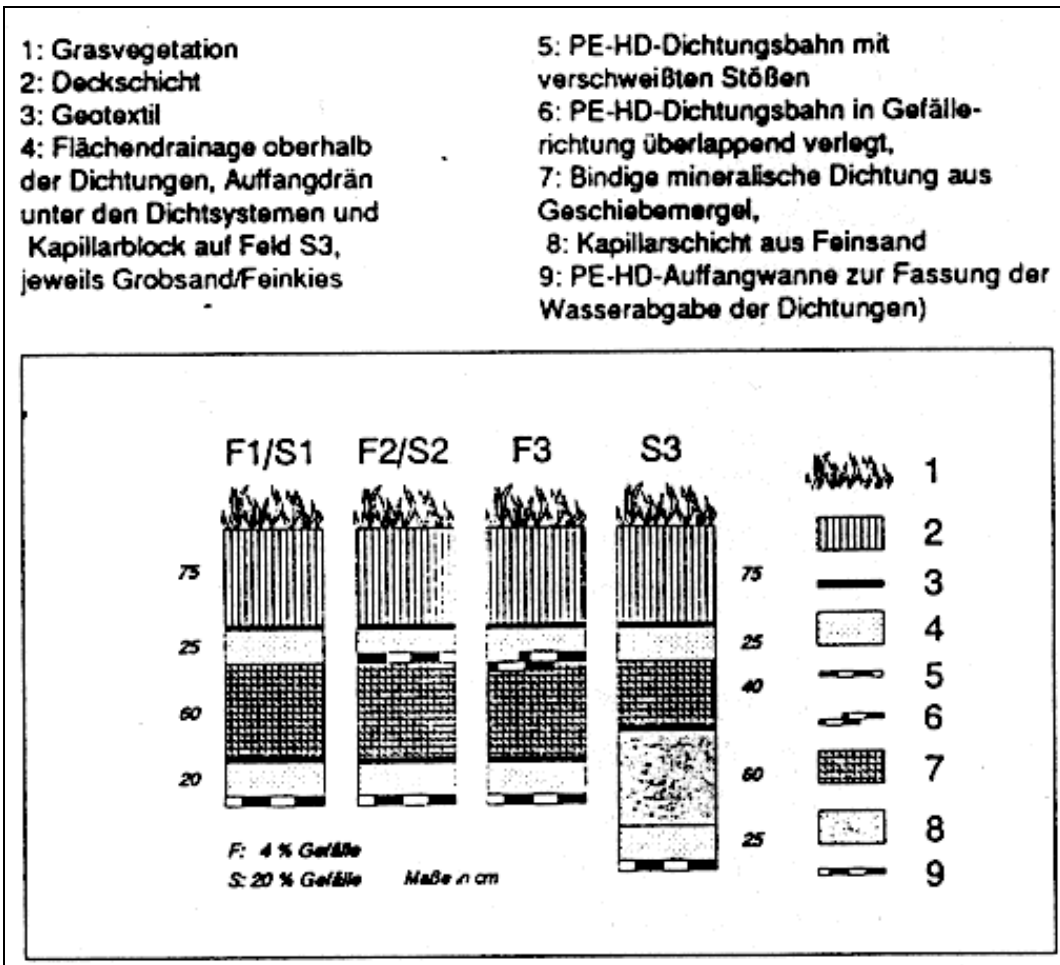 1: Grasvegetation
2: Deckschicht
3: Geotextil
4: Flächendrainage oberhalb
der Dichtungen, Auffangdrän
unter den Dichtsystemen und
Kapillarblock auf Feld S3,
jeweils Grobsand/Feinkies
5: PE-HD-Dichtungsbahn mit
verschweißten Stößen
6: PE-HD-Dichtungsbahn in Gefälle-
richtung überlappend verlegt,
7: Bindige mineralische Dichtung aus
Geschiebemergel,
8: Kapillarschicht aus Feinsand
9: PE-HD-Auffangwanne zur Fassung der
Wasserabgabe der Dichtungen)
F1/S1 F2/S2 F3 S3
75
25
60
20
75
25
40
60
25
1
2
3
4
5
6
7
8
9
F: 4 % Gefälle
S: 20 % Gefälle Maße in cm